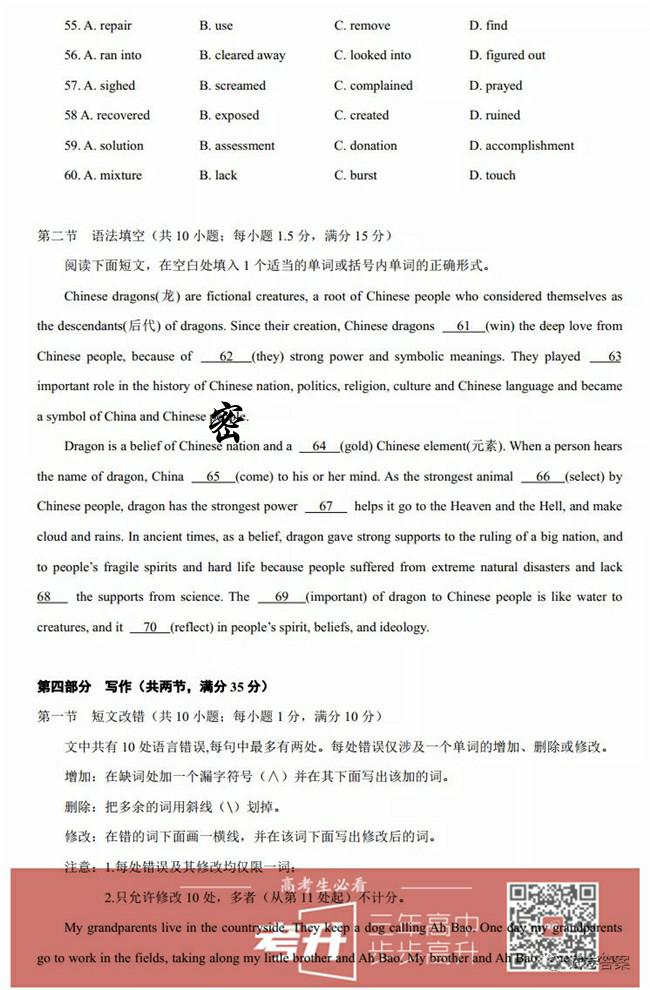 55. A. repair B. use C. remove D. find
56. A. ran into B. cleared away C. looked into D. figured out
57. A. sighed B. screamed C. complained D. prayed
58 A. recovered B. exposed C. created D. ruined
59. A. solution B. assessment C. donation D. accomplishment
60. A. mixture B. lack C. burst D. touch
第二节 语法填空（共 10 小题；每小题 1.5 分，满分 15 分）
阅读下面短文，在空白处填入 1 个适当的单词或括号内单词的正确形式。
Chinese dragons(龙) are fictional creatures, a root of Chinese people who considered themselves as
the descendants(后代) of dragons. Since their creation, Chinese dragons 61 (win) the deep love from
Chinese people, because of 62 (they) strong power and symbolic meanings. They played 63
important role in the history of Chinese nation, politics, religion, culture and Chinese language and became
a symbol of China and Chinese
密
Dragon is a belief of Chinese nation and a 64 (gold) Chinese element(元素). When a person hears
the name of dragon, China 65 (come) to his or her mind. As the strongest animal 66 (select) by
Chinese people, dragon has the strongest power 67 helps it go to the Heaven and the Hell, and make
cloud and rains. In ancient times, as a belief, dragon gave strong supports to the ruling of a big nation, and
to people's fragile spirits and hard life because people suffered from extreme natural disasters and lack
68 the supports from science. The 69 (important) of dragon to Chinese people is like water to
creatures, and it 70 (reflect) in people's spirit, beliefs, and ideology.
第四部分 写作（共两节，满分 35 分）
第一节 短文改错（共 10 小题；每小题 1 分，满分 10 分）
文中共有 10 处语言错误,每句中最多有两处。每处错误仅涉及一个单词的增加、删除或修改。
增加：在缺词处加一个漏字符号（∧）并在其下面写出该加的词。
删除：把多余的词用斜线（\）划掉。
修改：在错的词下面画一横线，并在该词下面写出修改后的词。
注意：1.每处错误及其修改均仅限一词；
高考生必看
2.只允许修改 10 处，多者（从第 11 处起）不计分。
考升
三年高中
步步高升
My grandparents live in the countryside. They keep a dog calling Ah Bao. One day my grandparents
go to work in the fields, taking along my little brother and Ah Bao. My brother and Ah Bao
答案